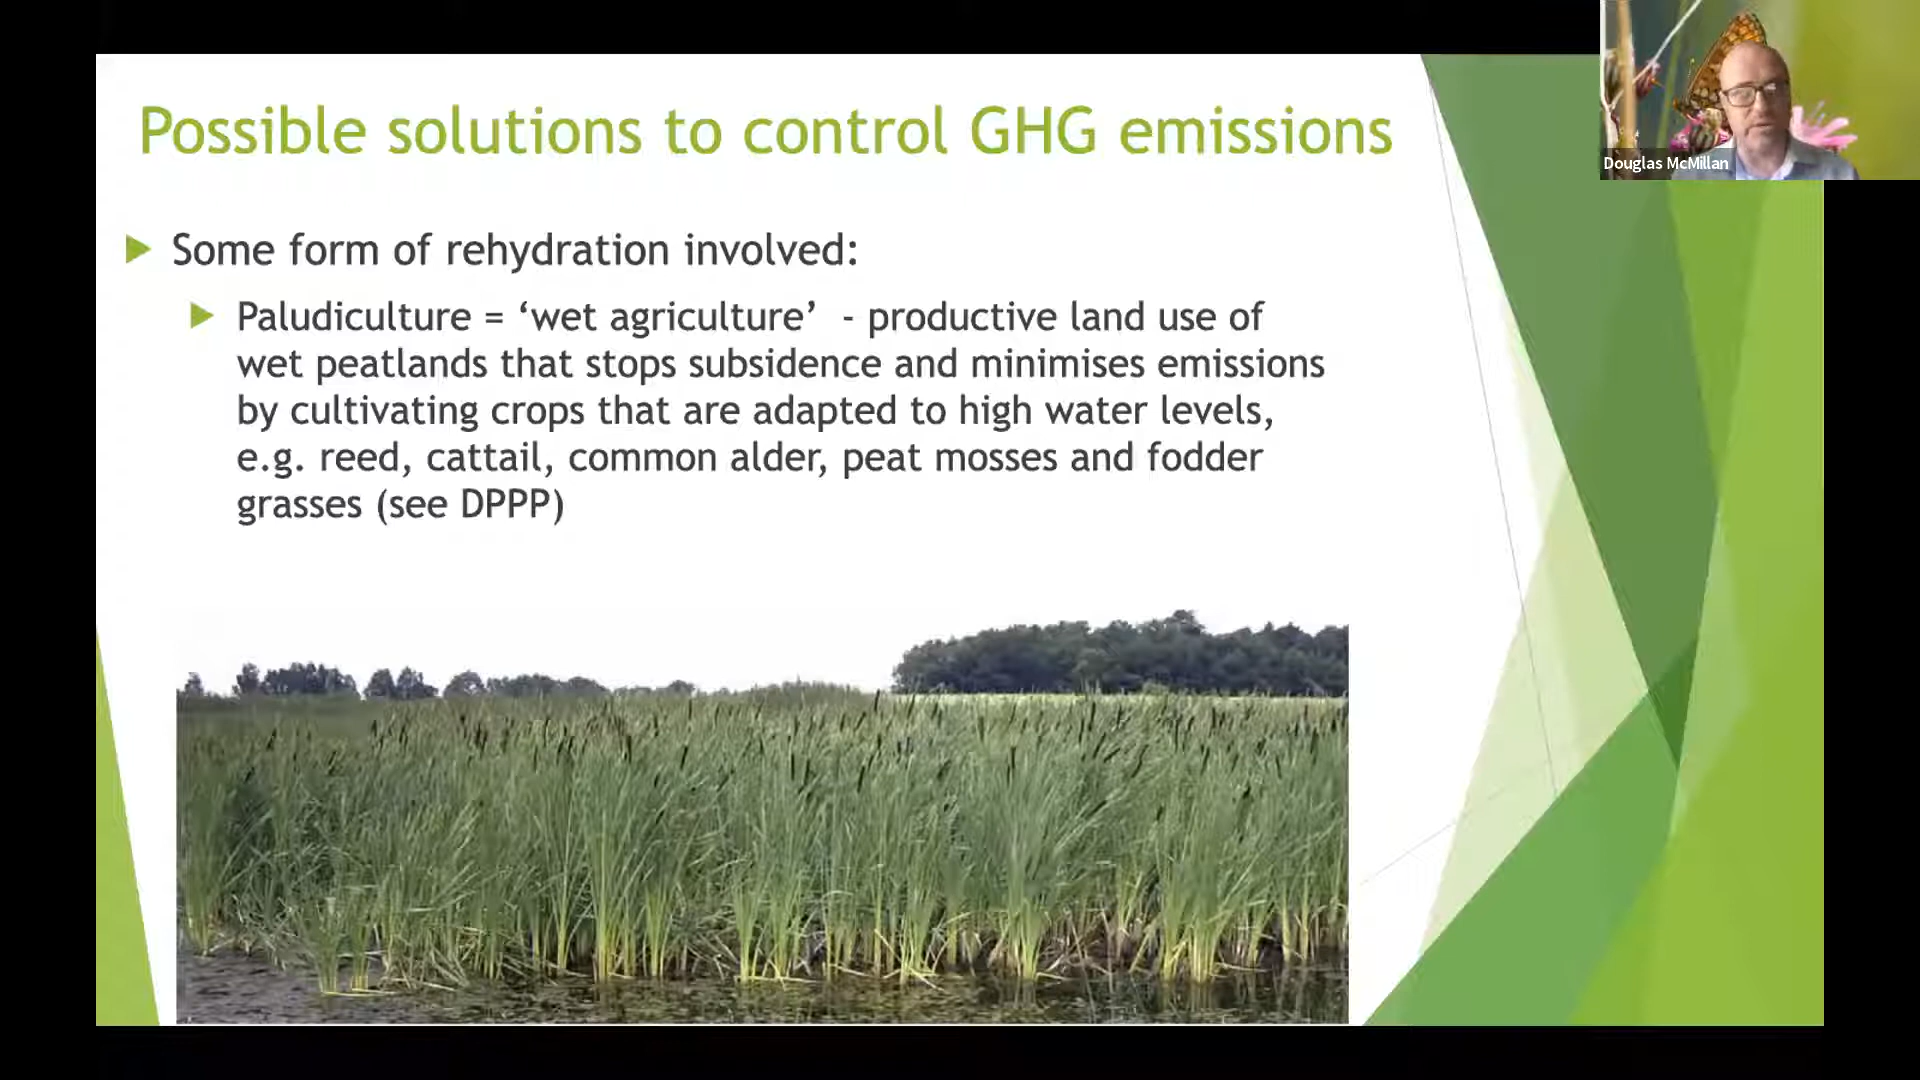 Possible solutions to control GHG emissions
Some form of rehydration involved:
Paludiculture = ‘wet agriculture’  - productive land use of
wet peatlands that stops subsidence and minimises emissions
by cultivating crops that are adapted to high water levels,
e.g. reed, cattail, common alder, peat mosses and fodder
grasses (see DPPP)
Douglas McMillan